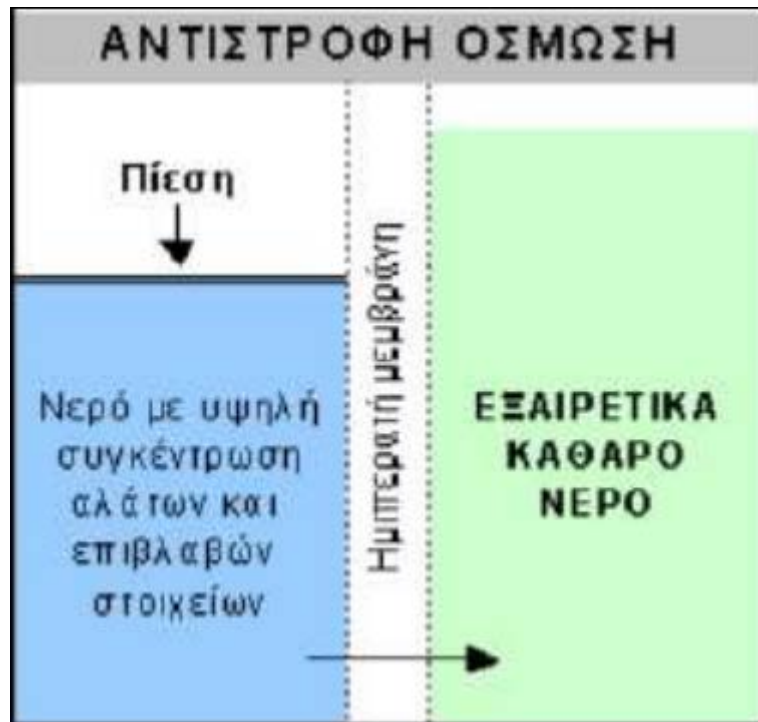 ΑΝΤΙΣΤΡΟΦΗ ΟΣΜΩΣΗ
Πίεση
Νερό με υψηλή
συγκέντρωση
αλάτων και
επιβλαβών
στοιχείων
Ημιπερατή μεμβράνη
ΕΞΑΙΡΕΤΙΚΑ
ΚΑΘΑΡΟ
ΝΕΡΟ